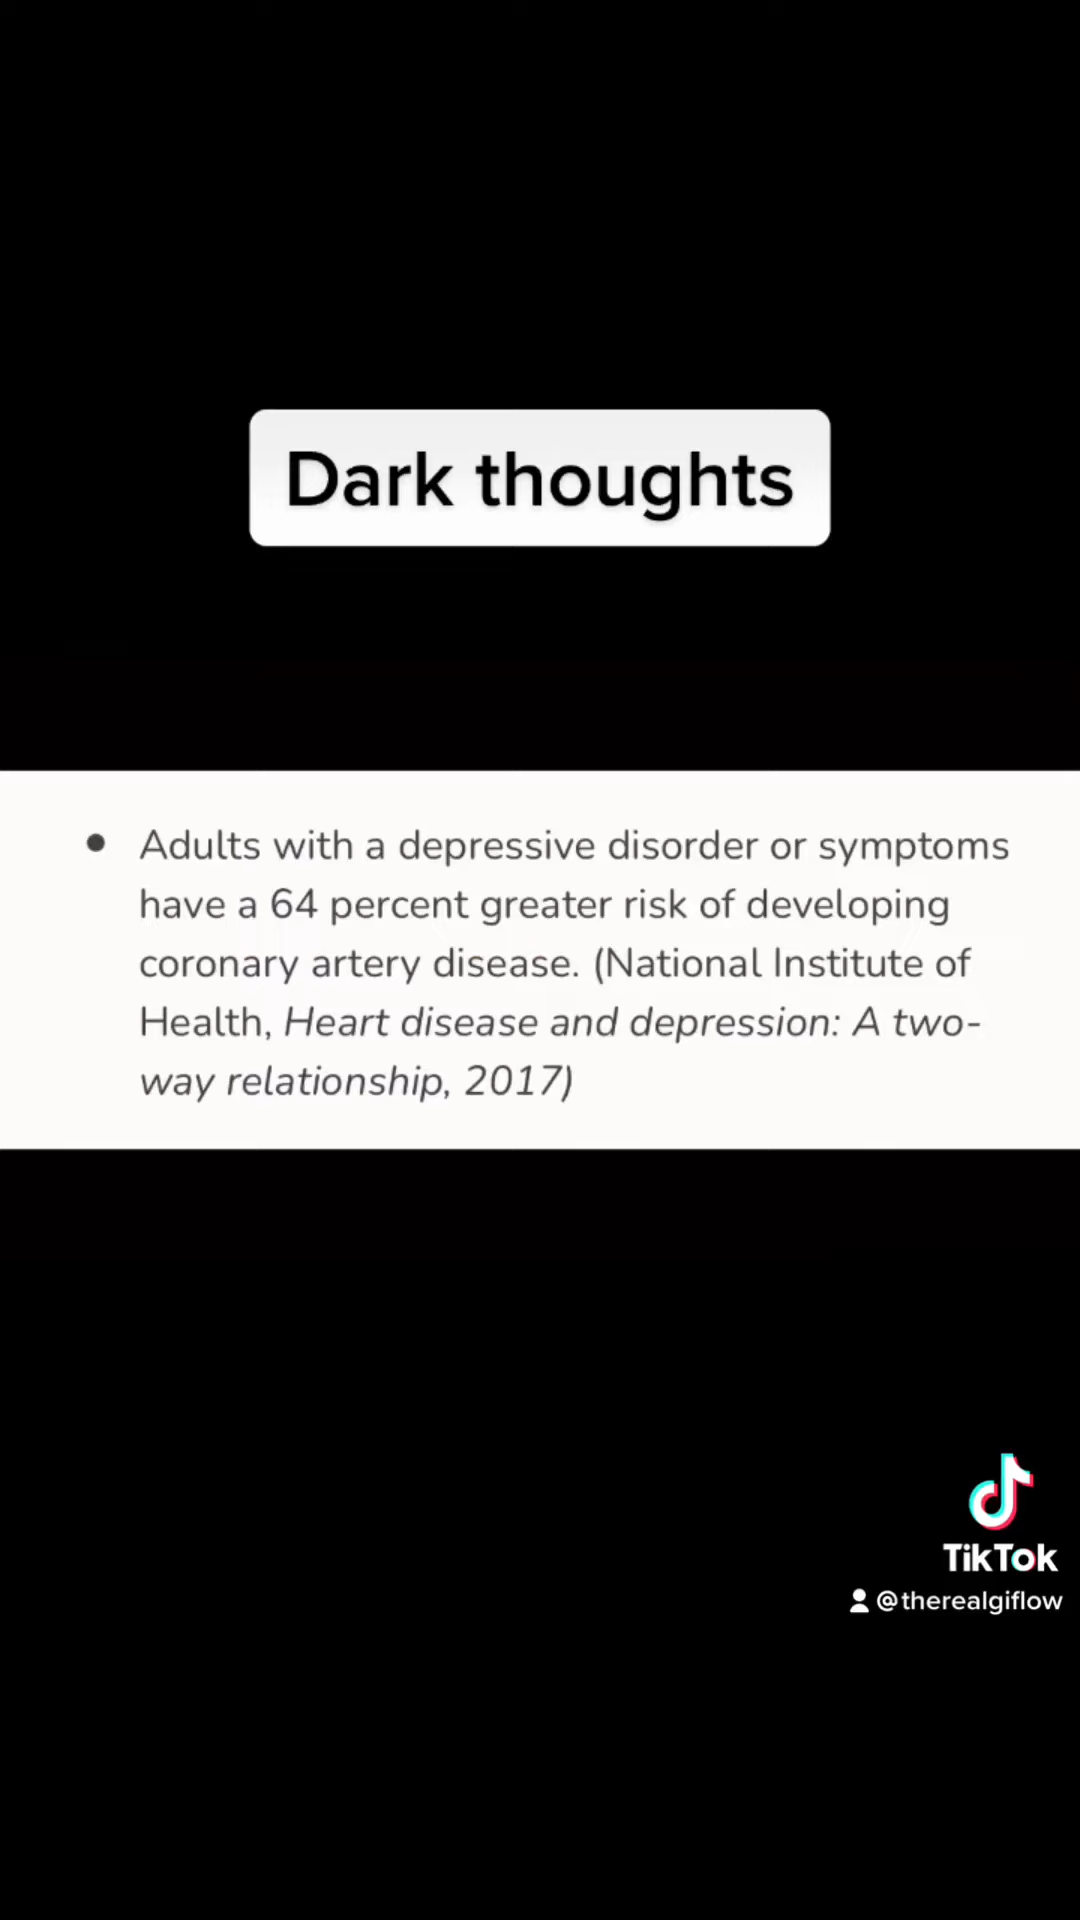 Dark thoughts
• Adults with a depressive disorder or symptoms
have a 64 percent greater risk of developing
coronary artery disease. (National Institute of
Health, Heart disease and depression: A two-
way relationship, 2017)
TikTok
@therealgiflow